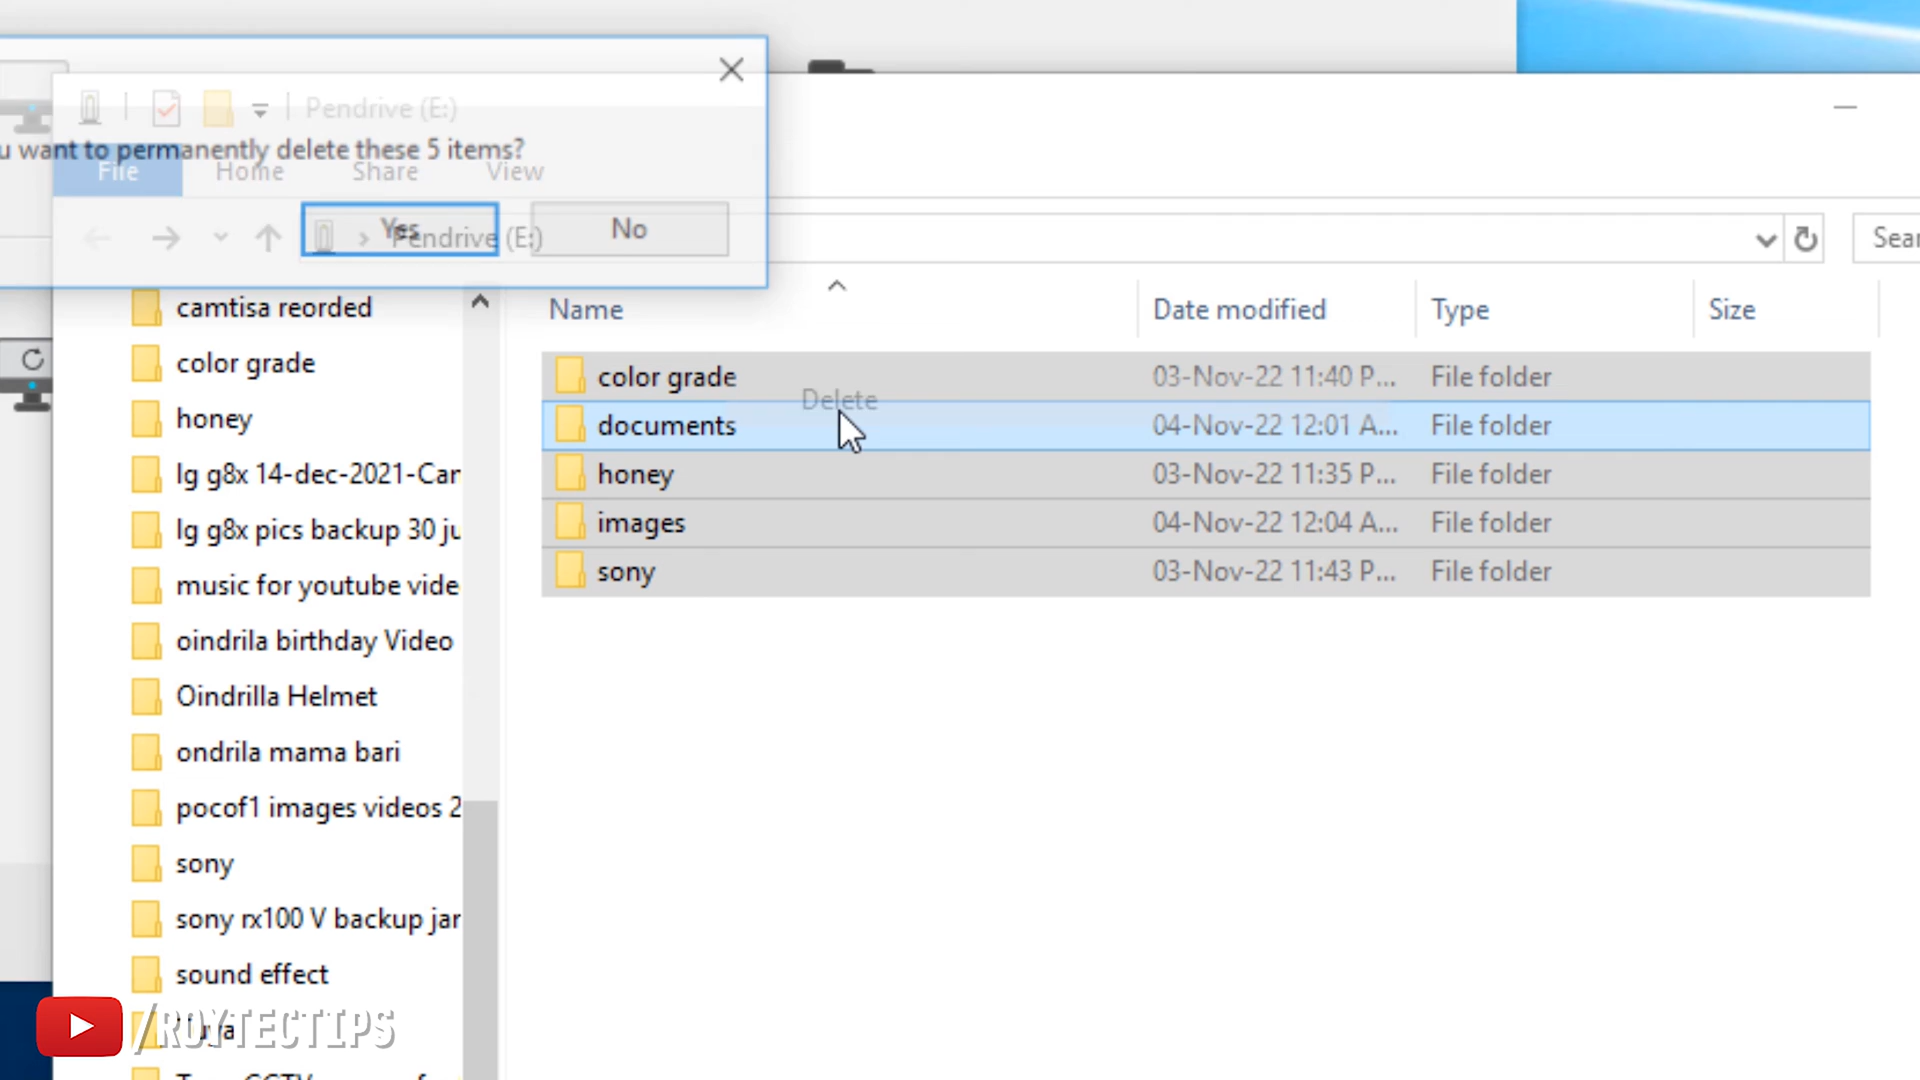 Pendrive (E:)
u want to permanently delete these 5 items?
File Home Share View
Yes No
Pendrive (E:)
Sear
camtisa reorded
color grade
honey
lg g8x 14-dec-2021-Can
lg g8x pics backup 30 ju
music for youtube vide
oindrila birthday Video
Oindrilla Helmet
ondrila mama bari
pocof1 images videos 2
sony
sony rx100 V backup jan
sound effect
Name Date modified Type Size
color grade 03-Nov-22 11:40 P... File folder
Delete
documents 04-Nov-22 12:01 A... File folder
honey 03-Nov-22 11:35 P... File folder
images 04-Nov-22 12:04 A... File folder
sony 03-Nov-22 11:43 P... File folder
/ROYTECTIPS